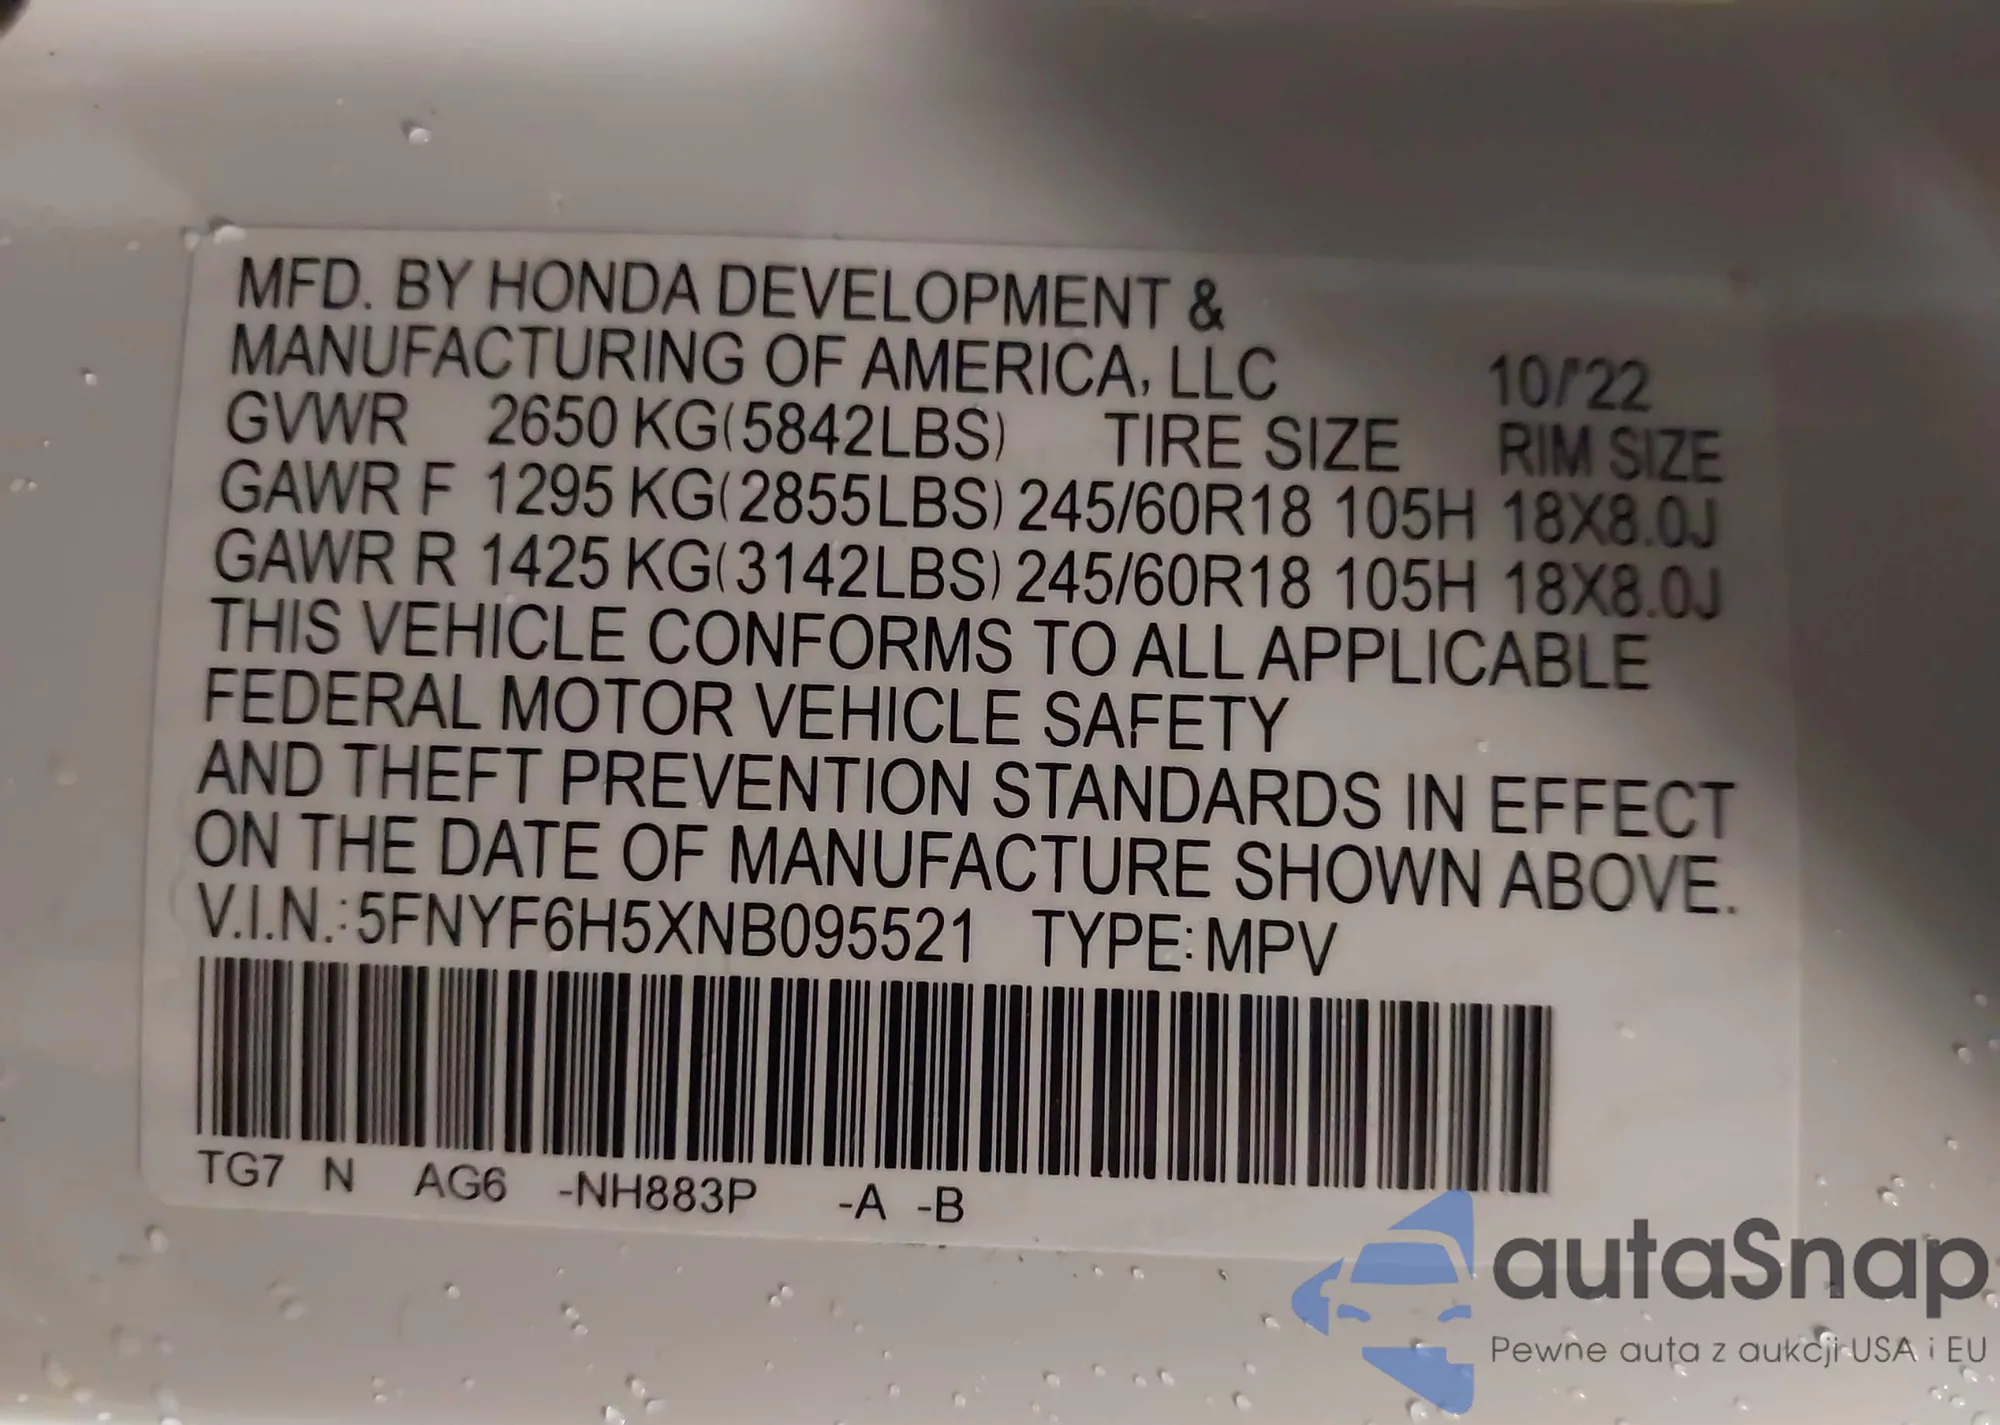 MFD. BY HONDA DEVELOPMENT &
MANUFACTURING OF AMERICA, LLC 10/'22
GVWR 2650 KG(5842LBS) TIRE SIZE RIM SIZE
GAWR F 1295 KG(2855LBS) 245/60R18 105H 18X8.0J
GAWR R 1425 KG(3142LBS) 245/60R18 105H 18X8.0J
THIS VEHICLE CONFORMS TO ALL APPLICABLE
FEDERAL MOTOR VEHICLE SAFETY
AND THEFT PREVENTION STANDARDS IN EFFECT
ON THE DATE OF MANUFACTURE SHOWN ABOVE.
V.I.N.:5FNYF6H5XNB095521 TYPE:MPV
TG7 N AG6 -NH883P -A -B
autaSnap
Pewne auta z aukcji USA i EU